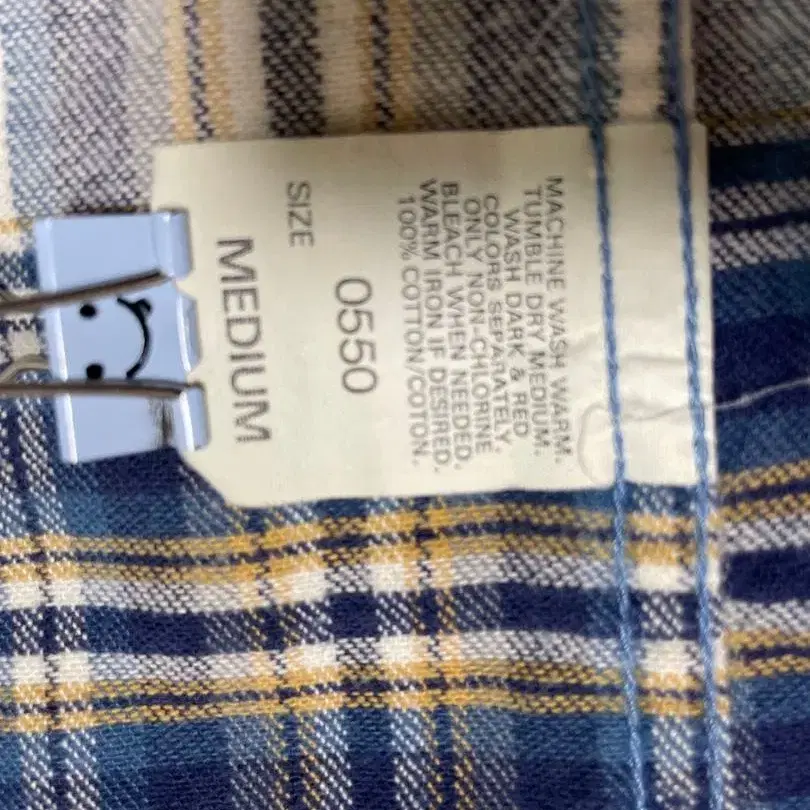 MACHINE WASH WARM.
TUMBLE DRY MEDIUM.
WASH DARK & RED
COLORS SEPARATELY.
ONLY NON-CHLORINE
BLEACH WHEN NEEDED.
WARM IRON IF DESIRED.
100% COTTON/COTON.
0550
SIZE
MEDIUM